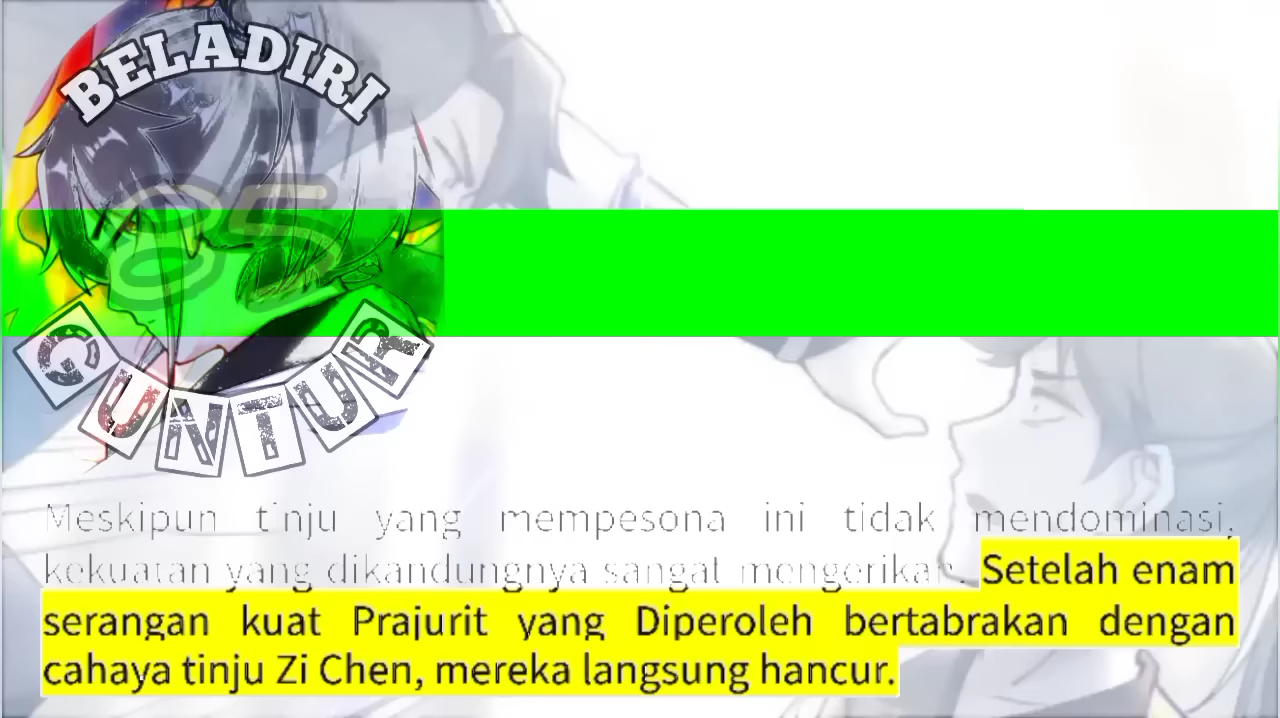 BELADIRI
85
GUNTUR
Meskipun tinju yang mempesona ini tidak mendominasi,
kekuatan yang dikandungnya sangat mengerikan. Setelah enam
serangan kuat Prajurit yang Diperoleh bertabrakan dengan
cahaya tinju Zi Chen, mereka langsung hancur.